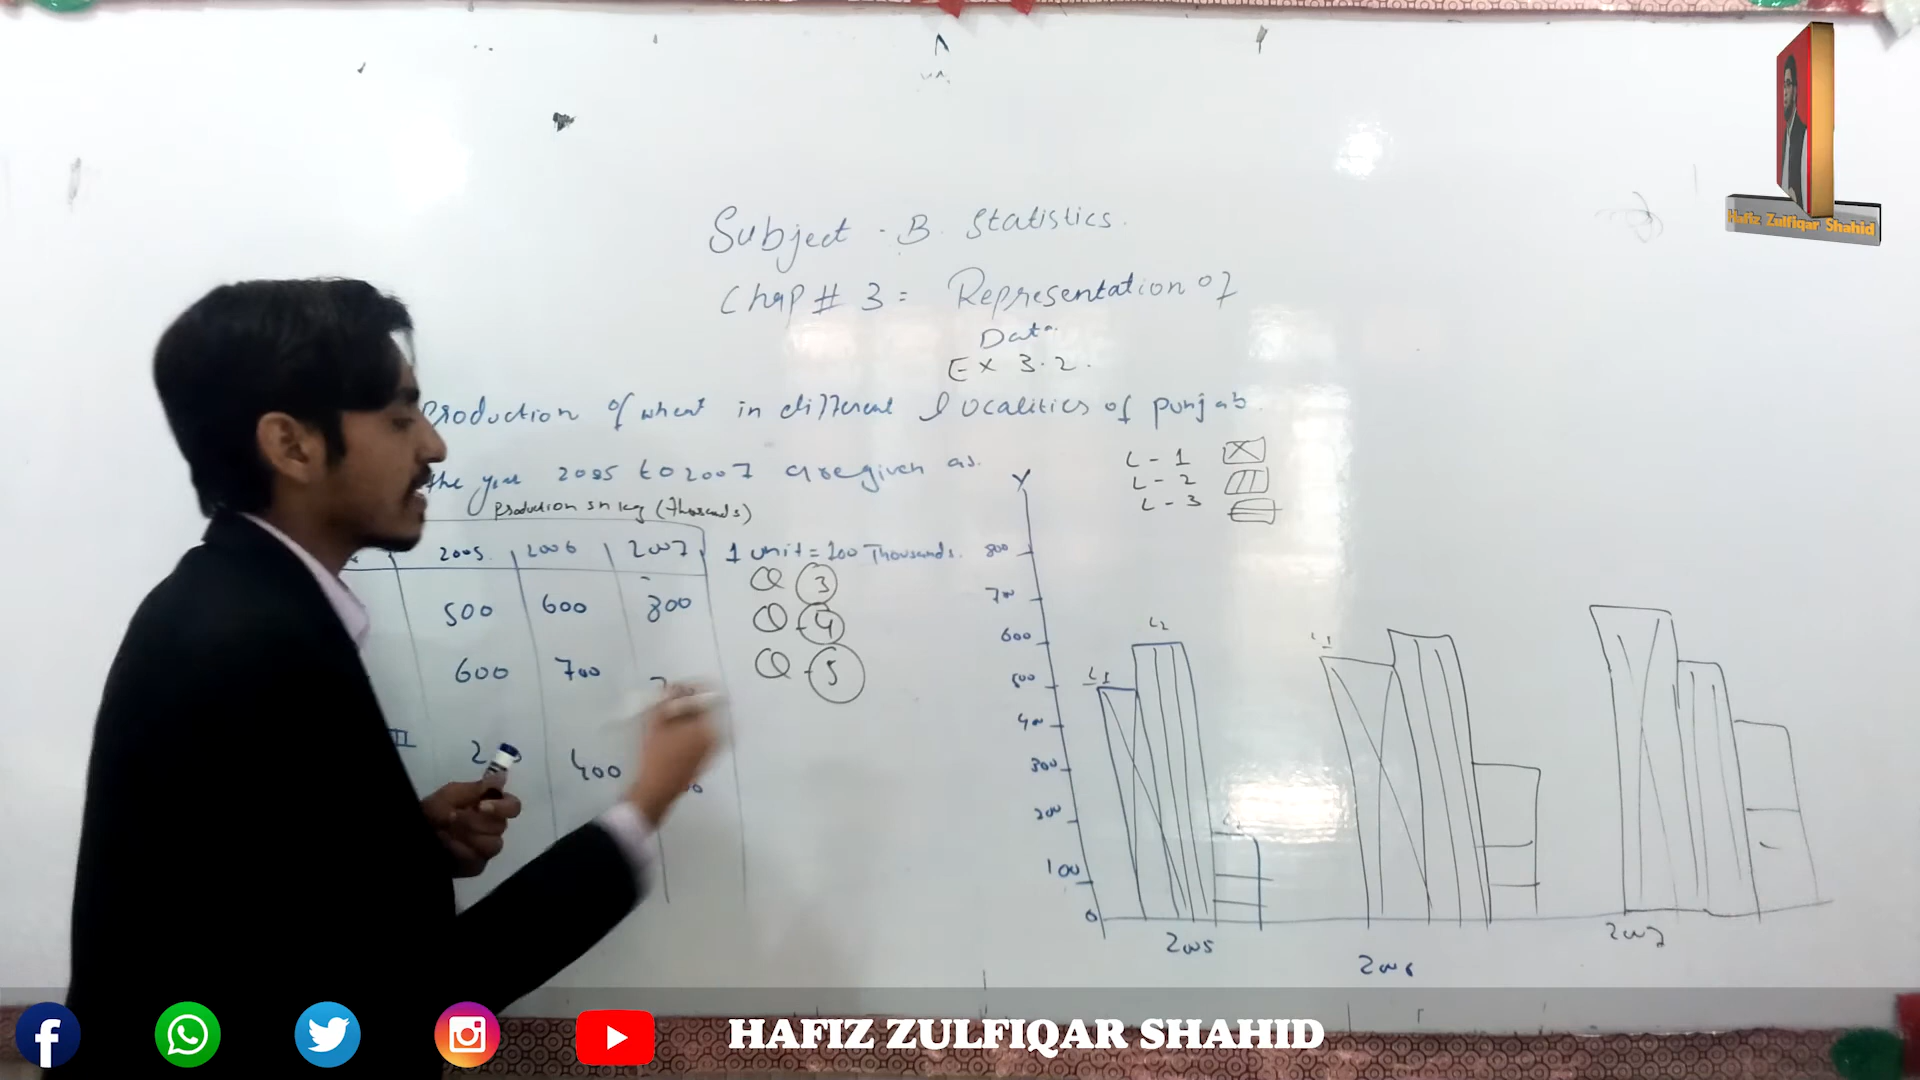 Hafiz Zulfiqar Shahid
Subject - B. Statistics.
Chap # 3 = Representation of
Data
EX 3.2.
Production of wheat in different Localities of Punjab.
the year 2005 to 2007 are given as.
Production In kg (thousands)
2005 2006 2007
500 600 800
600 700
II 400
1 unit = 100 Thousands.
Q 3
Q-4
Q-5
L-1
L-2
L-3
Y
800
700
600
500
400
300
200
100
0
L1
L2
L1
2005
2006
2007
HAFIZ ZULFIQAR SHAHID